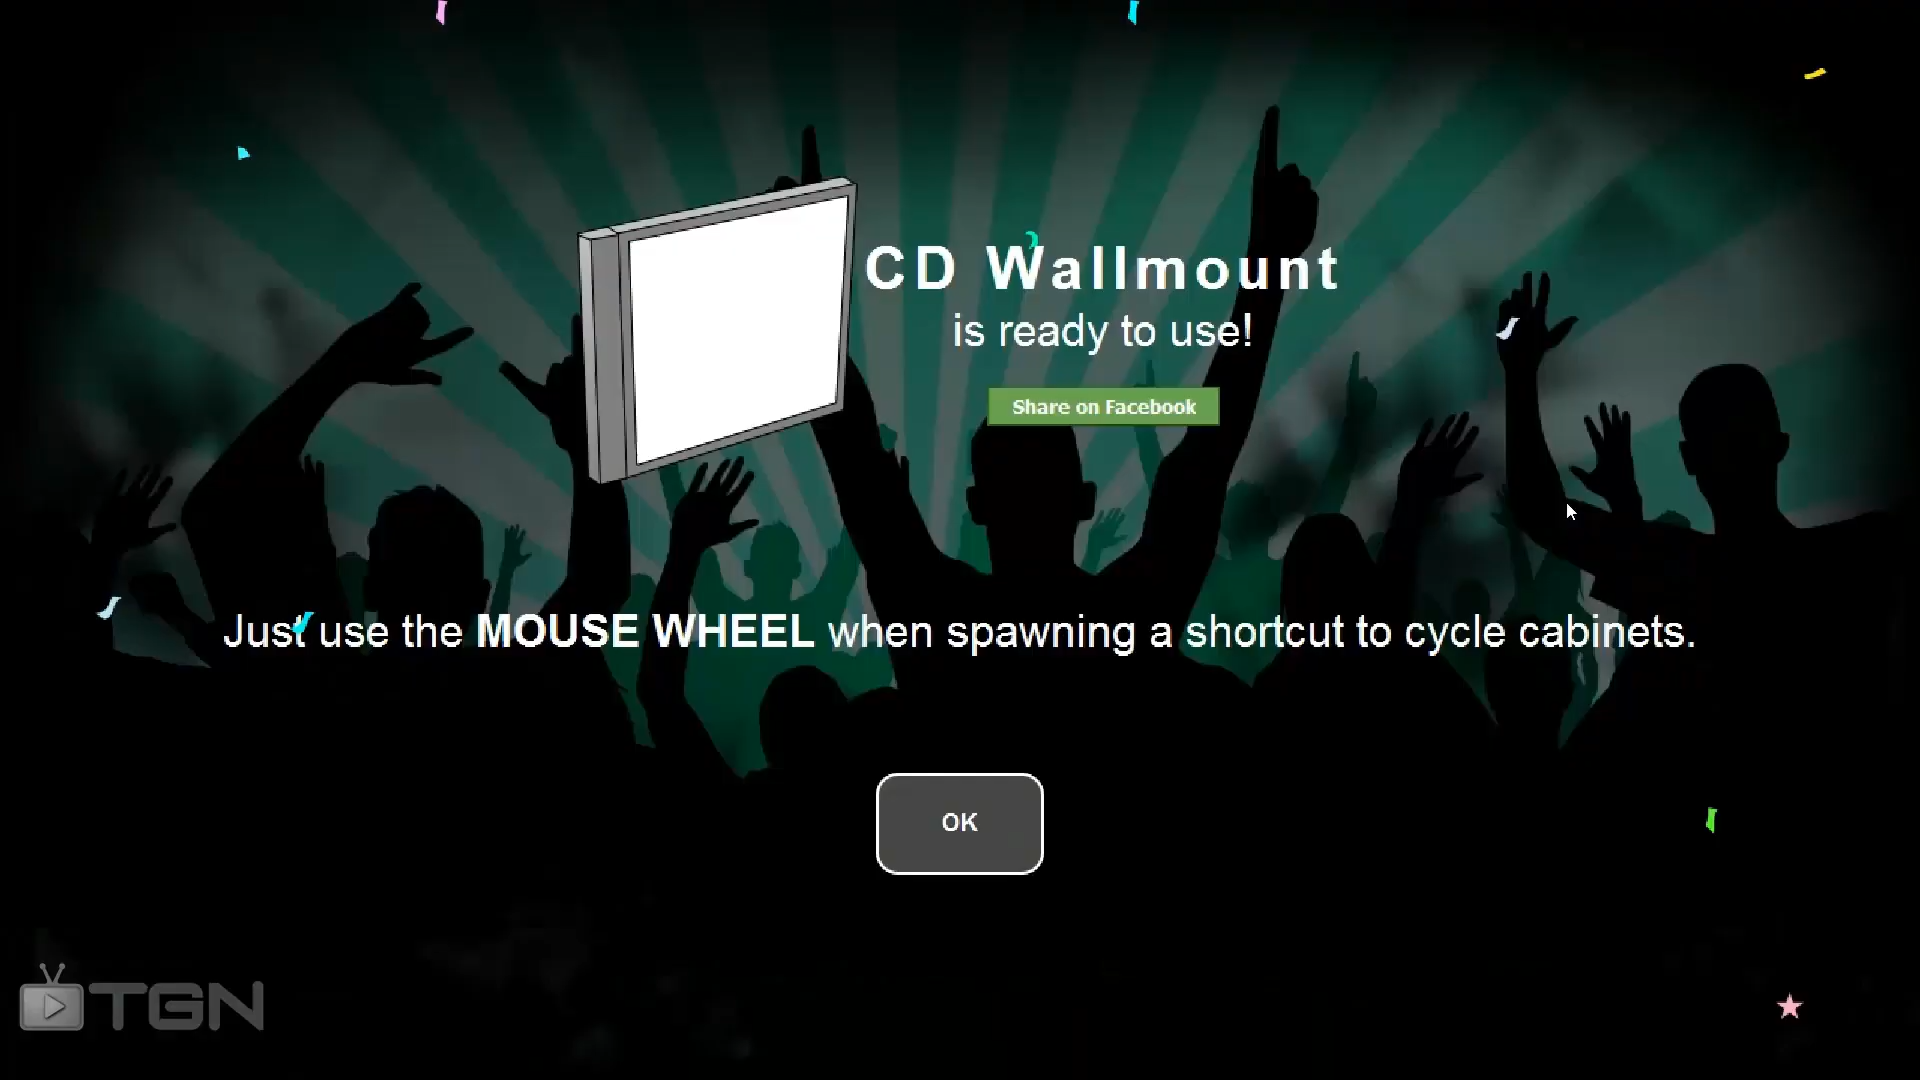 CD Wallmount
is ready to use!
Share on Facebook
Just use the MOUSE WHEEL when spawning a shortcut to cycle cabinets.
OK
TGN